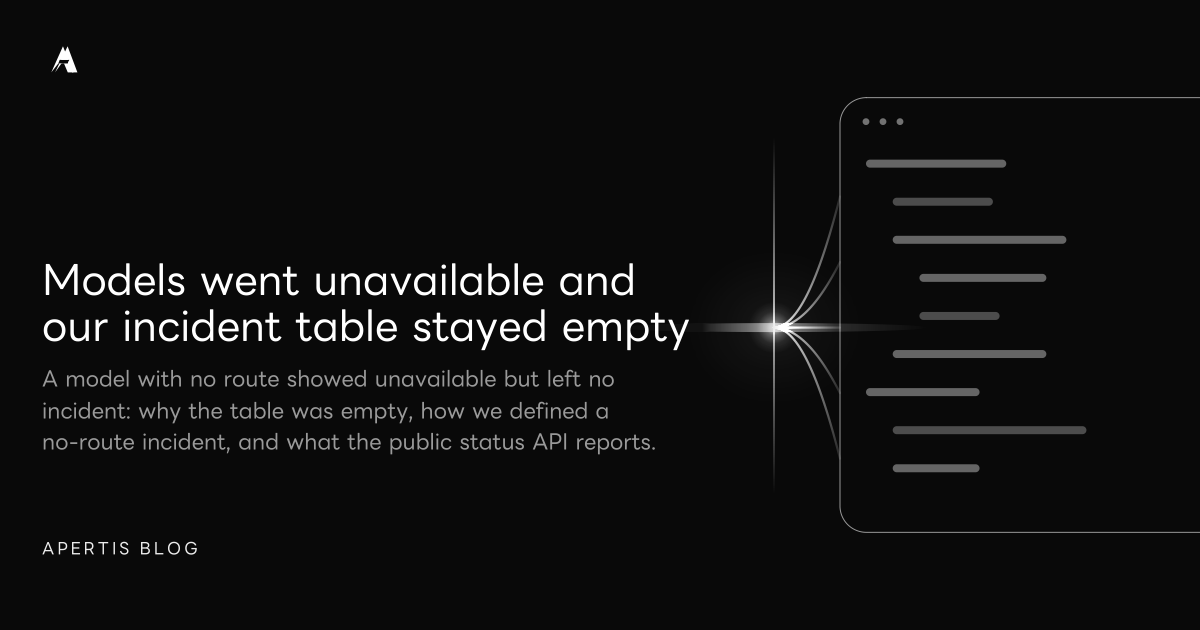 Models went unavailable and
our incident table stayed empty
A model with no route showed unavailable but left no
incident: why the table was empty, how we defined a
no-route incident, and what the public status API reports.
APERTIS BLOG